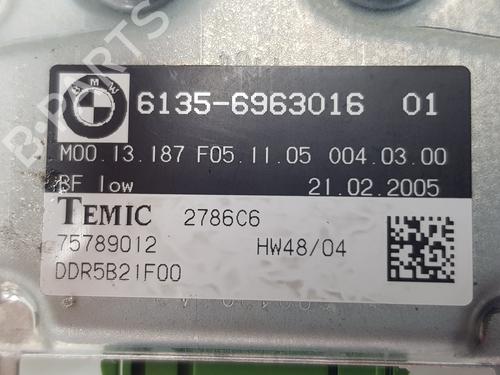 BMW
6135-6963016 01
M00.13.187 F05.11.05 004.03.00
BF low 21.02.2005
TEMIC 2786C6
75789012 HW48/04
DDR5B21F00
B-PARTS